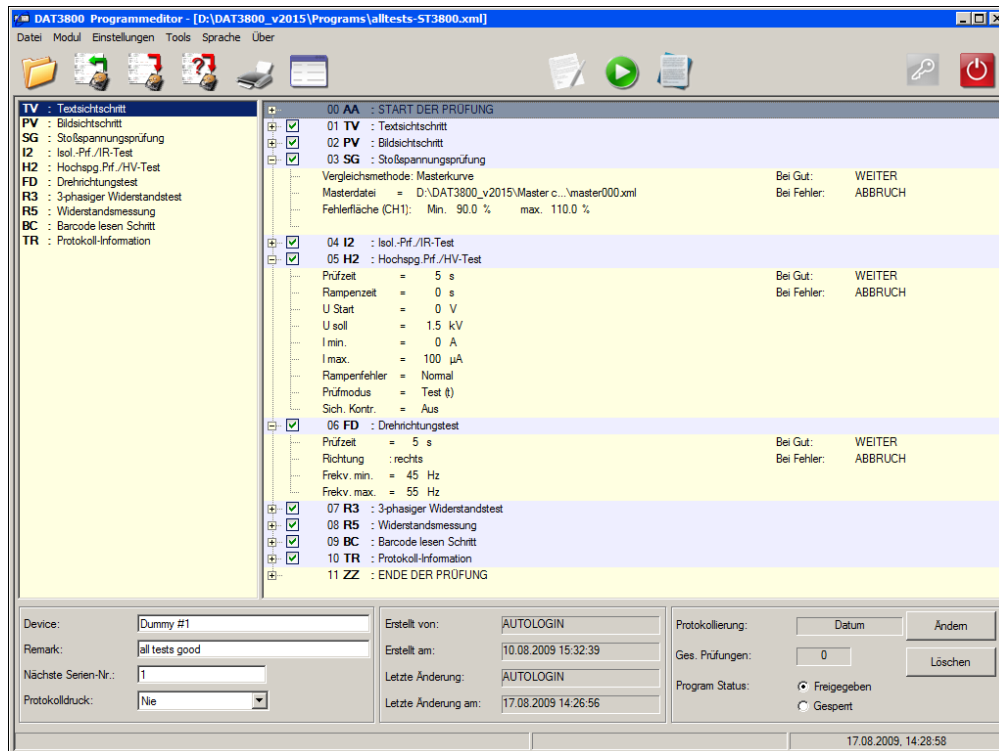 DAT3800 Programmeditor - [D:\DAT3800_v2015\Programs\alltests-ST3800.xml]
Datei Modul Einstellungen Tools Sprache Über
TV : Textsichtschritt
PV : Bildsichtschritt
SG : Stoßspannungsprüfung
I2 : Isol.-Prf./IR-Test
H2 : Hochspg.Prf./HV-Test
FD : Drehrichtungstest
R3 : 3-phasiger Widerstandstest
R5 : Widerstandsmessung
BC : Barcode lesen Schritt
TR : Protokoll-Information
00 AA : START DER PRÜFUNG
01 TV : Textsichtschritt
02 PV : Bildsichtschritt
03 SG : Stoßspannungsprüfung
Vergleichsmethode: Masterkurve Bei Gut: WEITER
Masterdatei = D:\DAT3800_v2015\Master c...\master000.xml Bei Fehler: ABBRUCH
Fehlerfläche (CH1): Min. 90.0 % max. 110.0 %
04 I2 : Isol.-Prf./IR-Test
05 H2 : Hochspg.Prf./HV-Test
Prüfzeit = 5 s Bei Gut: WEITER
Rampenzeit = 0 s Bei Fehler: ABBRUCH
U Start = 0 V
U soll = 1.5 kV
I min. = 0 A
I max. = 100 µA
Rampenfehler = Normal
Prüfmodus = Test (t)
Sich. Kontr. = Aus
06 FD : Drehrichtungstest
Prüfzeit = 5 s Bei Gut: WEITER
Richtung : rechts Bei Fehler: ABBRUCH
Frekv. min. = 45 Hz
Frekv. max. = 55 Hz
07 R3 : 3-phasiger Widerstandstest
08 R5 : Widerstandsmessung
09 BC : Barcode lesen Schritt
10 TR : Protokoll-Information
11 ZZ : ENDE DER PRÜFUNG
Device: Dummy #1
Remark: all tests good
Nächste Serien-Nr.: 1
Protokolldruck: Nie
Erstellt von: AUTOLOGIN
Erstellt am: 10.08.2009 15:32:39
Letzte Änderung: AUTOLOGIN
Letzte Änderung am: 17.08.2009 14:26:56
Protokollierung: Datum Ändern
Ges. Prüfungen: 0 Löschen
Program Status: Freigegeben
Gesperrt
17.08.2009, 14:28:58